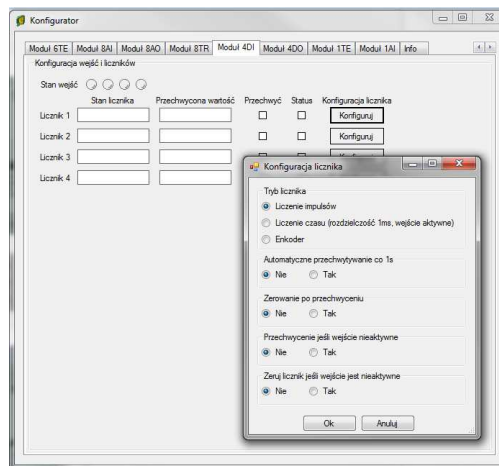 Konfigurator
Moduł 6TE Moduł 8AI Moduł 8AO Moduł 8TR Moduł 4DI Moduł 4DO Moduł 1TE Moduł 1AI Info
Konfiguracja wejść i liczników
Stan wejść
Stan licznika Przechwycona wartość Przechwyć Status Konfiguracja licznika
Licznik 1 Konfiguruj
Licznik 2 Konfiguruj
Licznik 3
Licznik 4
Konfiguracja licznika
Tryb licznika
Liczenie impulsów
Liczenie czasu (rozdzielczość 1ms, wejście aktywne)
Enkoder
Automatyczne przechwytywanie co 1s
Nie Tak
Zerowanie po przechwyceniu
Nie Tak
Przechwycenie jeśli wejście nieaktywne
Nie Tak
Zeruj licznik jeśli wejście jest nieaktywne
Nie Tak
Ok Anuluj